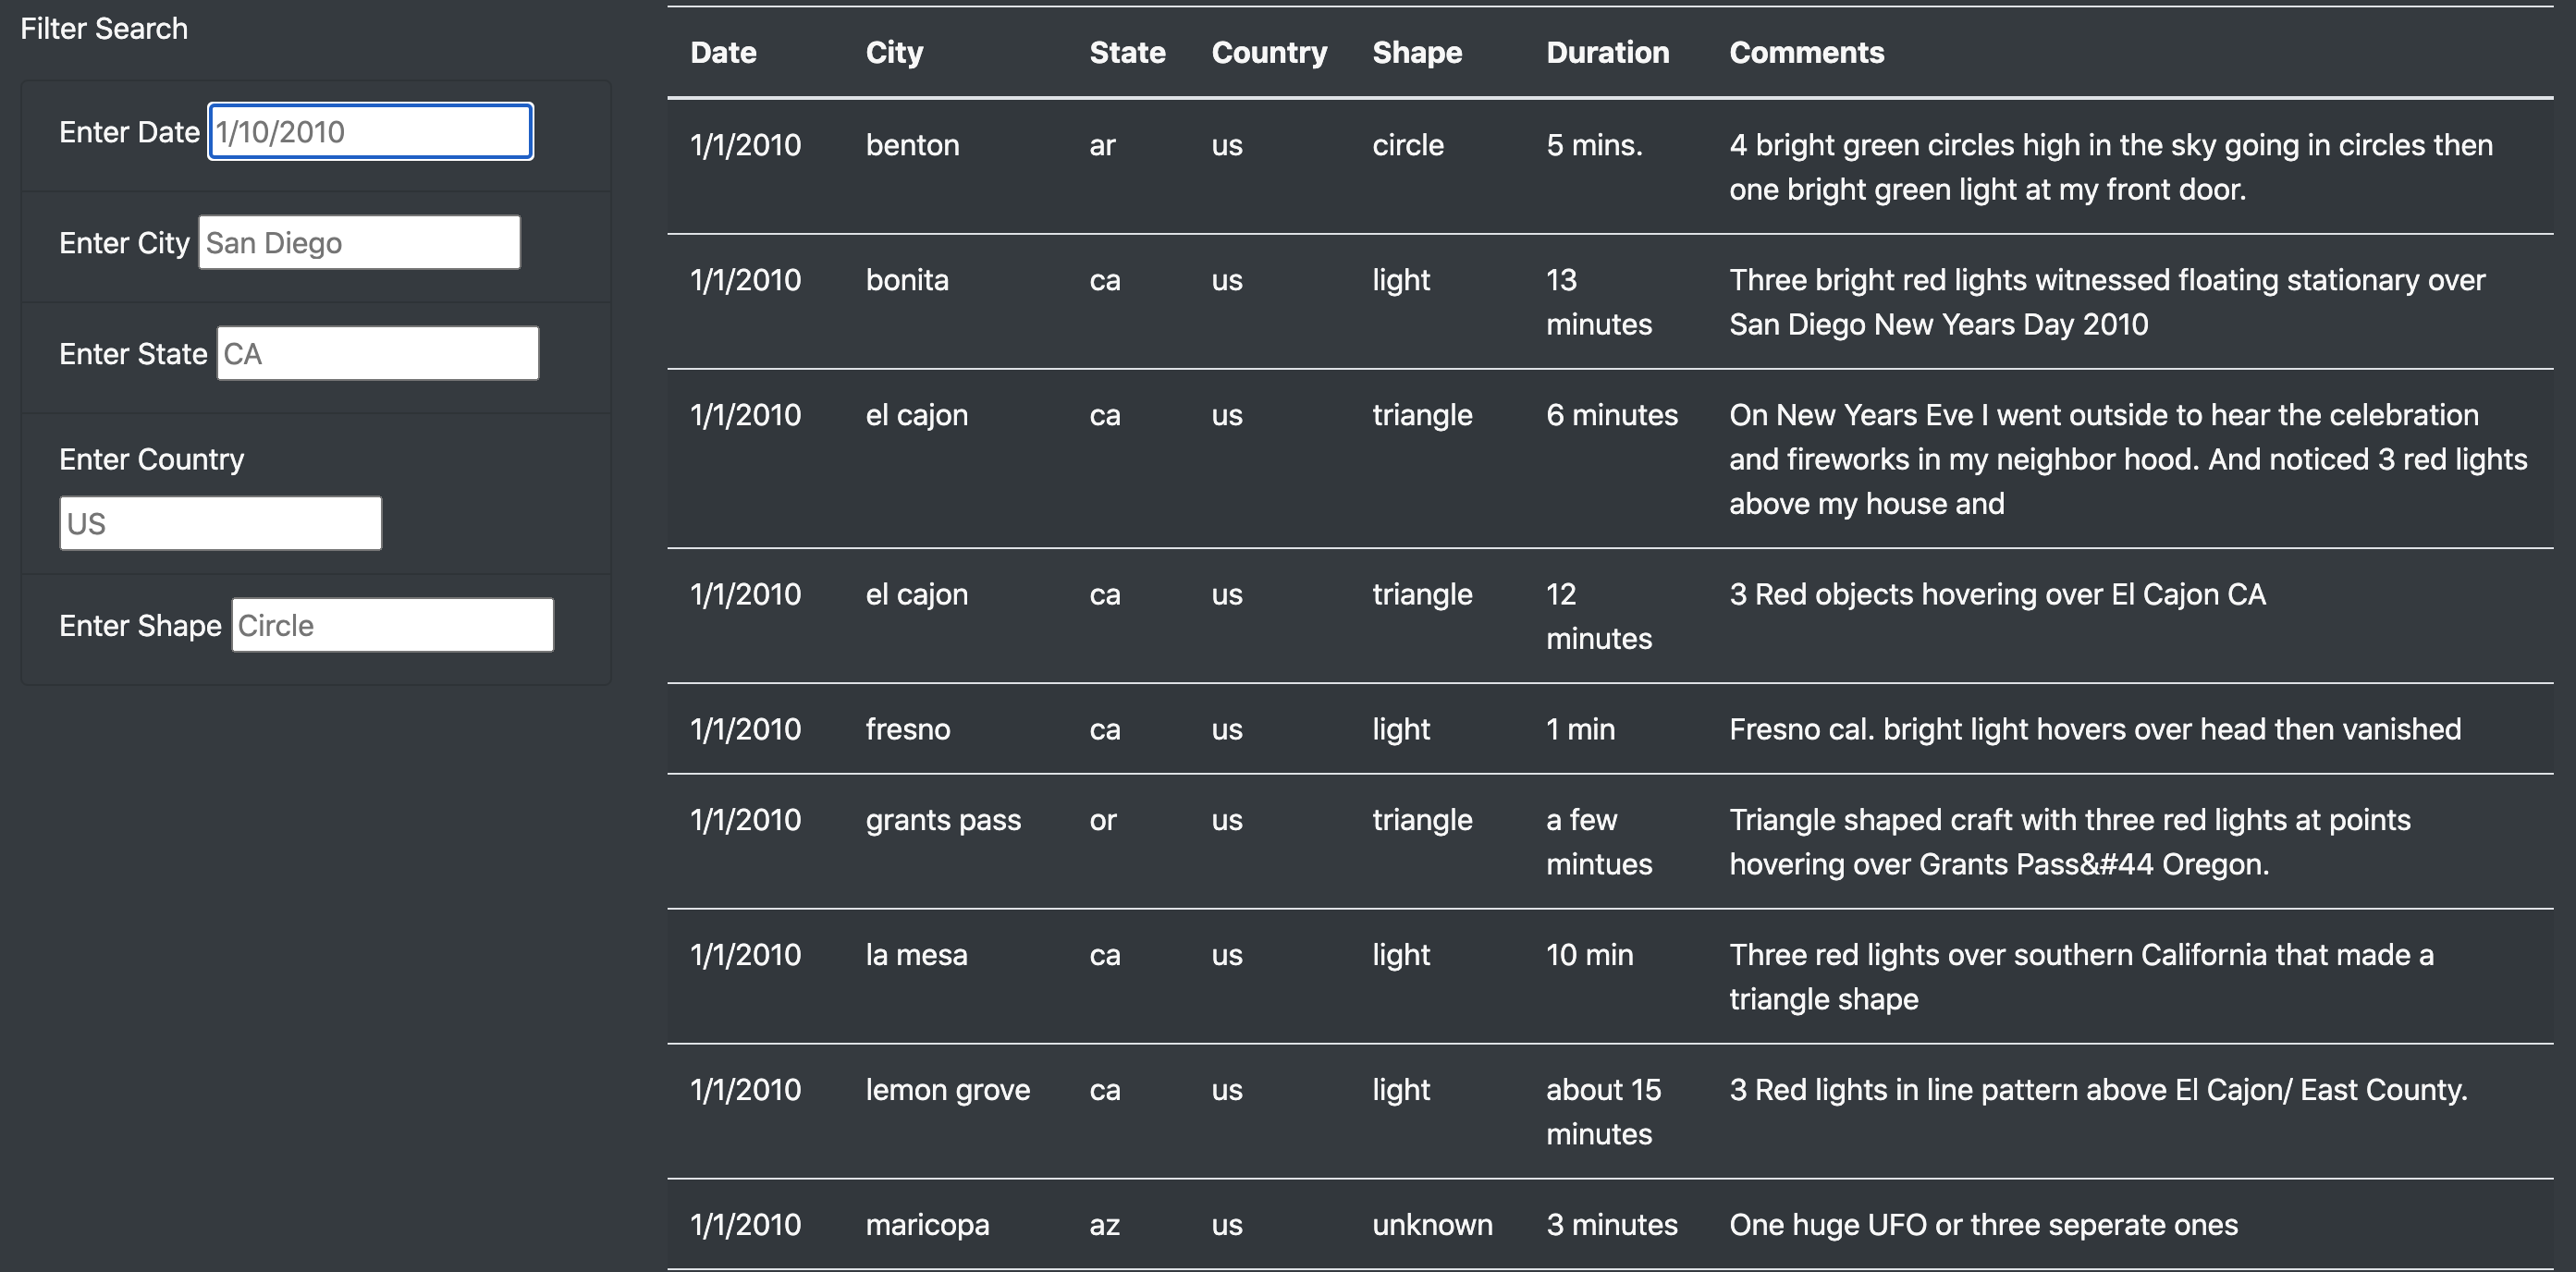 Filter Search
Enter Date 1/10/2010
Enter City San Diego
Enter State CA
Enter Country
US
Enter Shape Circle
Date City State Country Shape Duration Comments
1/1/2010 benton ar us circle 5 mins. 4 bright green circles high in the sky going in circles then
one bright green light at my front door.
1/1/2010 bonita ca us light 13 Three bright red lights witnessed floating stationary over
minutes San Diego New Years Day 2010
1/1/2010 el cajon ca us triangle 6 minutes On New Years Eve I went outside to hear the celebration
and fireworks in my neighbor hood. And noticed 3 red lights
above my house and
1/1/2010 el cajon ca us triangle 12 3 Red objects hovering over El Cajon CA
minutes
1/1/2010 fresno ca us light 1 min Fresno cal. bright light hovers over head then vanished
1/1/2010 grants pass or us triangle a few Triangle shaped craft with three red lights at points
mintues hovering over Grants Pass&#44 Oregon.
1/1/2010 la mesa ca us light 10 min Three red lights over southern California that made a
triangle shape
1/1/2010 lemon grove ca us light about 15 3 Red lights in line pattern above El Cajon/ East County.
minutes
1/1/2010 maricopa az us unknown 3 minutes One huge UFO or three seperate ones